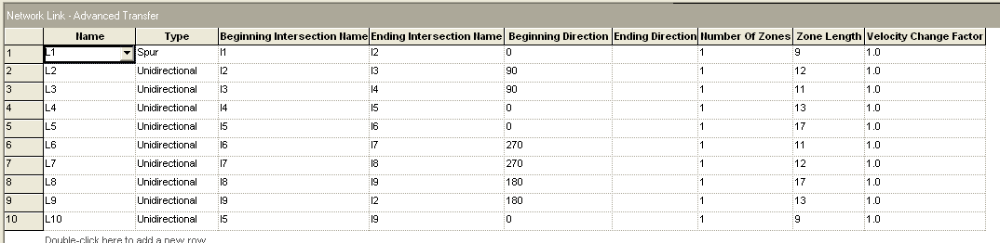 Network Link - Advanced Transfer
Name Type Beginning Intersection Name Ending Intersection Name Beginning Direction Ending Direction Number Of Zones Zone Length Velocity Change Factor
1 L1 Spur I1 I2 0 1 9 1.0
2 L2 Unidirectional I2 I3 90 1 12 1.0
3 L3 Unidirectional I3 I4 90 1 11 1.0
4 L4 Unidirectional I4 I5 0 1 13 1.0
5 L5 Unidirectional I5 I6 0 1 17 1.0
6 L6 Unidirectional I6 I7 270 1 11 1.0
7 L7 Unidirectional I7 I8 270 1 12 1.0
8 L8 Unidirectional I8 I9 180 1 17 1.0
9 L9 Unidirectional I9 I2 180 1 13 1.0
10 L10 Unidirectional I5 I9 0 1 9 1.0
Double-click here to add a new row.